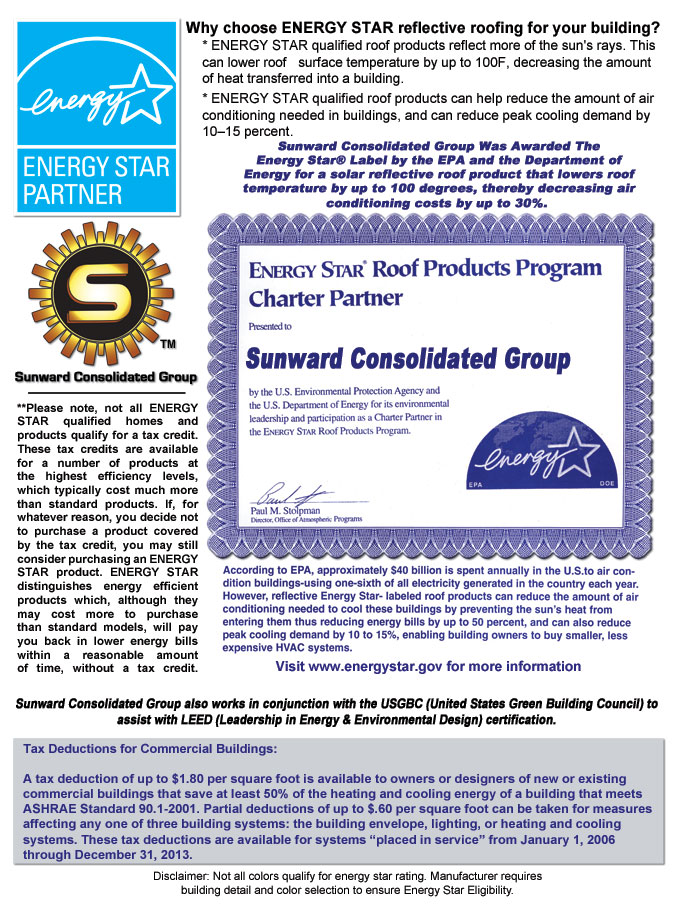 Why choose ENERGY STAR reflective roofing for your building?
* ENERGY STAR qualified roof products reflect more of the sun's rays. This
can lower roof surface temperature by up to 100F, decreasing the amount
of heat transferred into a building.
* ENERGY STAR qualified roof products can help reduce the amount of air
conditioning needed in buildings, and can reduce peak cooling demand by
10–15 percent.
energy
ENERGY STAR
PARTNER
Sunward Consolidated Group Was Awarded The
Energy Star® Label by the EPA and the Department of
Energy for a solar reflective roof product that lowers roof
temperature by up to 100 degrees, thereby decreasing air
conditioning costs by up to 30%.
S
TM
Sunward Consolidated Group
ENERGY STAR® Roof Products Program
Charter Partner
Presented to
Sunward Consolidated Group
by the U.S. Environmental Protection Agency and
the U.S. Department of Energy for its environmental
leadership and participation as a Charter Partner in
the ENERGY STAR Roof Products Program.
energy
EPA DOE
Paul M. Stolpman
Director, Office of Atmospheric Programs
**Please note, not all ENERGY
STAR qualified homes and
products qualify for a tax credit.
These tax credits are available
for a number of products at
the highest efficiency levels,
which typically cost much more
than standard products. If, for
whatever reason, you decide not
to purchase a product covered
by the tax credit, you may still
consider purchasing an ENERGY
STAR product. ENERGY STAR
distinguishes energy efficient
products which, although they
may cost more to purchase
than standard models, will pay
you back in lower energy bills
within a reasonable amount
of time, without a tax credit.
According to EPA, approximately $40 billion is spent annually in the U.S.to air con-
dition buildings-using one-sixth of all electricity generated in the country each year.
However, reflective Energy Star- labeled roof products can reduce the amount of air
conditioning needed to cool these buildings by preventing the sun's heat from
entering them thus reducing energy bills by up to 50 percent, and can also reduce
peak cooling demand by 10 to 15%, enabling building owners to buy smaller, less
expensive HVAC systems.
Visit www.energystar.gov for more information
Sunward Consolidated Group also works in conjunction with the USGBC (United States Green Building Council) to
assist with LEED (Leadership in Energy & Environmental Design) certification.
Tax Deductions for Commercial Buildings:
A tax deduction of up to $1.80 per square foot is available to owners or designers of new or existing
commercial buildings that save at least 50% of the heating and cooling energy of a building that meets
ASHRAE Standard 90.1-2001. Partial deductions of up to $.60 per square foot can be taken for measures
affecting any one of three building systems: the building envelope, lighting, or heating and cooling
systems. These tax deductions are available for systems “placed in service” from January 1, 2006
through December 31, 2013.
Disclaimer: Not all colors qualify for energy star rating. Manufacturer requires
building detail and color selection to ensure Energy Star Eligibility.